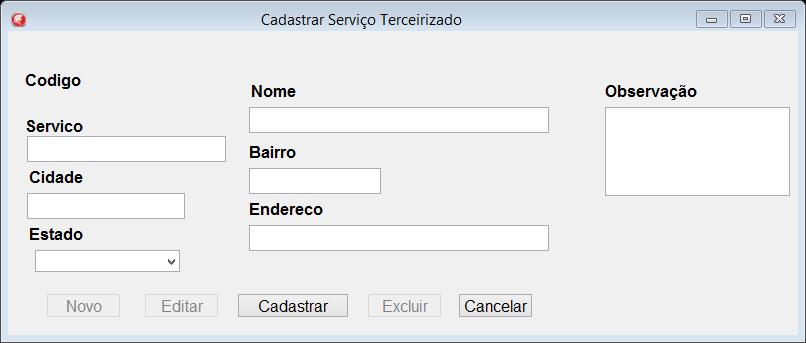 Cadastrar Serviço Terceirizado
Codigo
Nome
Observação
Servico
Bairro
Cidade
Endereco
Estado
Novo
Editar
Cadastrar
Excluir
Cancelar